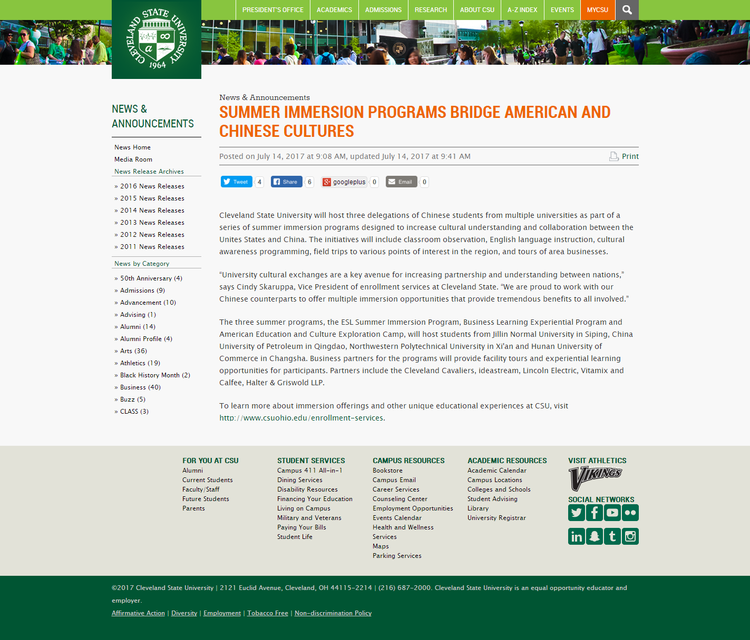 PRESIDENT'S OFFICE
ACADEMICS
ADMISSIONS
RESEARCH
ABOUT CSU
A-Z INDEX
EVENTS
MYCSU
CLEVELAND STATE UNIVERSITY
1964
NEWS &
ANNOUNCEMENTS
News Home
Media Room
News Release Archives
» 2016 News Releases
» 2015 News Releases
» 2014 News Releases
» 2013 News Releases
» 2012 News Releases
» 2011 News Releases
News by Category
» 50th Anniversary (4)
» Admissions (9)
» Advancement (10)
» Advising (1)
» Alumni (14)
» Alumni Profile (4)
» Arts (36)
» Athletics (19)
» Black History Month (2)
» Business (40)
» Buzz (5)
» CLASS (3)
News & Announcements
SUMMER IMMERSION PROGRAMS BRIDGE AMERICAN AND
CHINESE CULTURES
Posted on July 14, 2017 at 9:08 AM, updated July 14, 2017 at 9:41 AM
Print
Tweet 4
Share 6
googleplus 0
Email 0
Cleveland State University will host three delegations of Chinese students from multiple universities as part of a
series of summer immersion programs designed to increase cultural understanding and collaboration between the
Unites States and China. The initiatives will include classroom observation, English language instruction, cultural
awareness programming, field trips to various points of interest in the region, and tours of area businesses.
“University cultural exchanges are a key avenue for increasing partnership and understanding between nations,”
says Cindy Skaruppa, Vice President of enrollment services at Cleveland State. “We are proud to work with our
Chinese counterparts to offer multiple immersion opportunities that provide tremendous benefits to all involved.”
The three summer programs, the ESL Summer Immersion Program, Business Learning Experiential Program and
American Education and Culture Exploration Camp, will host students from Jillin Normal University in Siping, China
University of Petroleum in Qingdao, Northwestern Polytechnical University in Xi'an and Hunan University of
Commerce in Changsha. Business partners for the programs will provide facility tours and experiential learning
opportunities for participants. Partners include the Cleveland Cavaliers, ideastream, Lincoln Electric, Vitamix and
Calfee, Halter & Griswold LLP.
To learn more about immersion offerings and other unique educational experiences at CSU, visit
http://www.csuohio.edu/enrollment-services.
FOR YOU AT CSU
Alumni
Current Students
Faculty/Staff
Future Students
Parents
STUDENT SERVICES
Campus 411 All-in-1
Dining Services
Disability Resources
Financing Your Education
Living on Campus
Military and Veterans
Paying Your Bills
Student Life
CAMPUS RESOURCES
Bookstore
Campus Email
Career Services
Counseling Center
Employment Opportunities
Events Calendar
Health and Wellness
Services
Maps
Parking Services
ACADEMIC RESOURCES
Academic Calendar
Campus Locations
Colleges and Schools
Student Advising
Library
University Registrar
VISIT ATHLETICS
VIKINGS
SOCIAL NETWORKS
©2017 Cleveland State University | 2121 Euclid Avenue, Cleveland, OH 44115-2214 | (216) 687-2000. Cleveland State University is an equal opportunity educator and
employer.
Affirmative Action | Diversity | Employment | Tobacco Free | Non-discrimination Policy